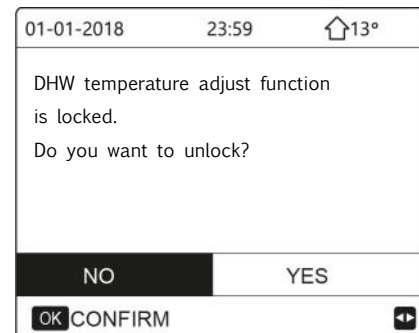 01-01-2018 23:59 13°
DHW temperature adjust function
is locked.
Do you want to unlock?
NO YES
OK CONFIRM